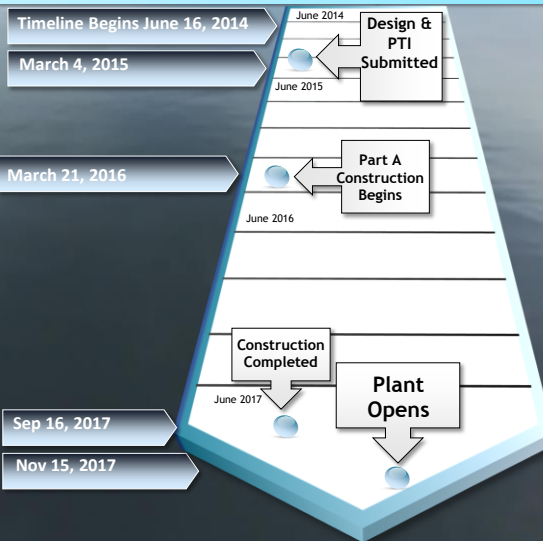 Timeline Begins June 16, 2014
June 2014
Design &
PTI
Submitted
March 4, 2015
June 2015
March 21, 2016
Part A
Construction
Begins
June 2016
Construction
Completed
Plant
Opens
June 2017
Sep 16, 2017
Nov 15, 2017